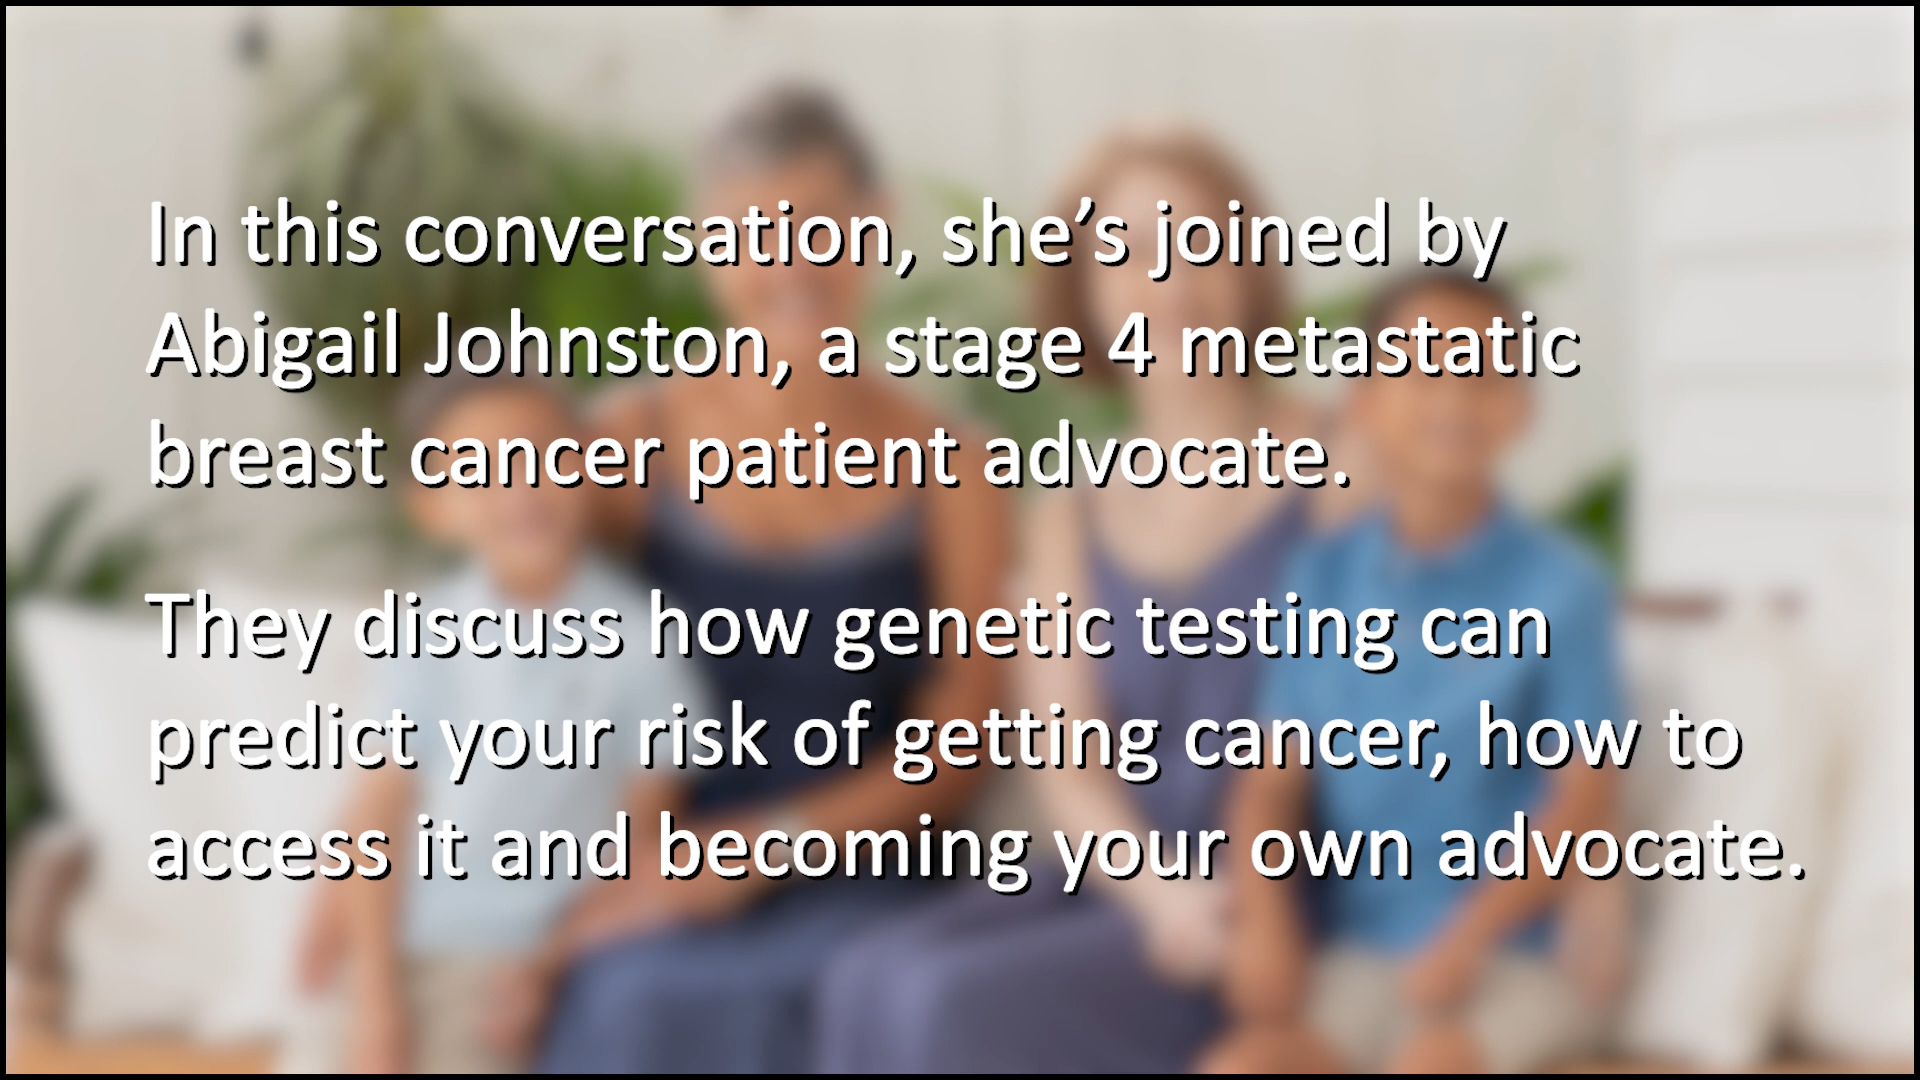 In this conversation, she’s joined by
Abigail Johnston, a stage 4 metastatic
breast cancer patient advocate.
They discuss how genetic testing can
predict your risk of getting cancer, how to
access it and becoming your own advocate.